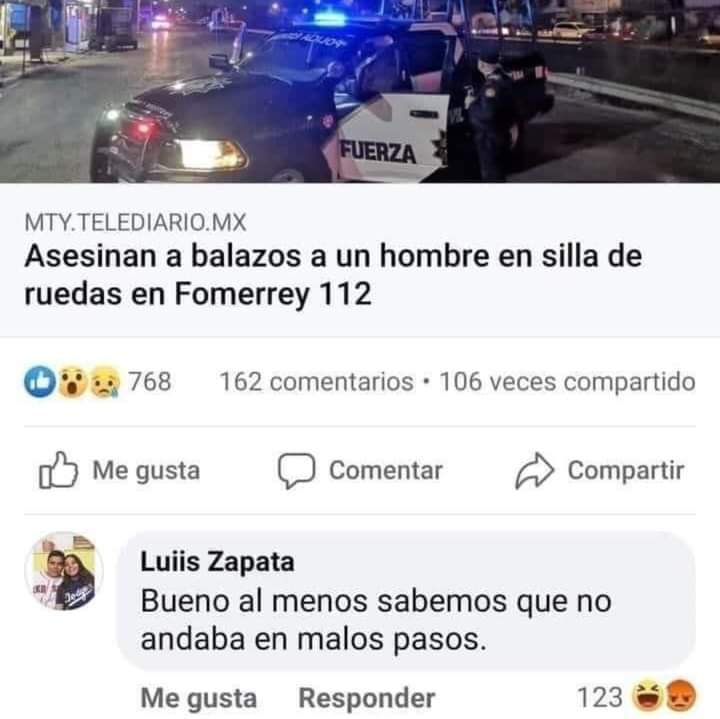 FUERZA
MTY.TELEDIARIO.MX
Asesinan a balazos a un hombre en silla de
ruedas en Fomerrey 112
768
162 comentarios • 106 veces compartido
Me gusta
Comentar
Compartir
Luiis Zapata
Bueno al menos sabemos que no
andaba en malos pasos.
Me gusta
Responder
123